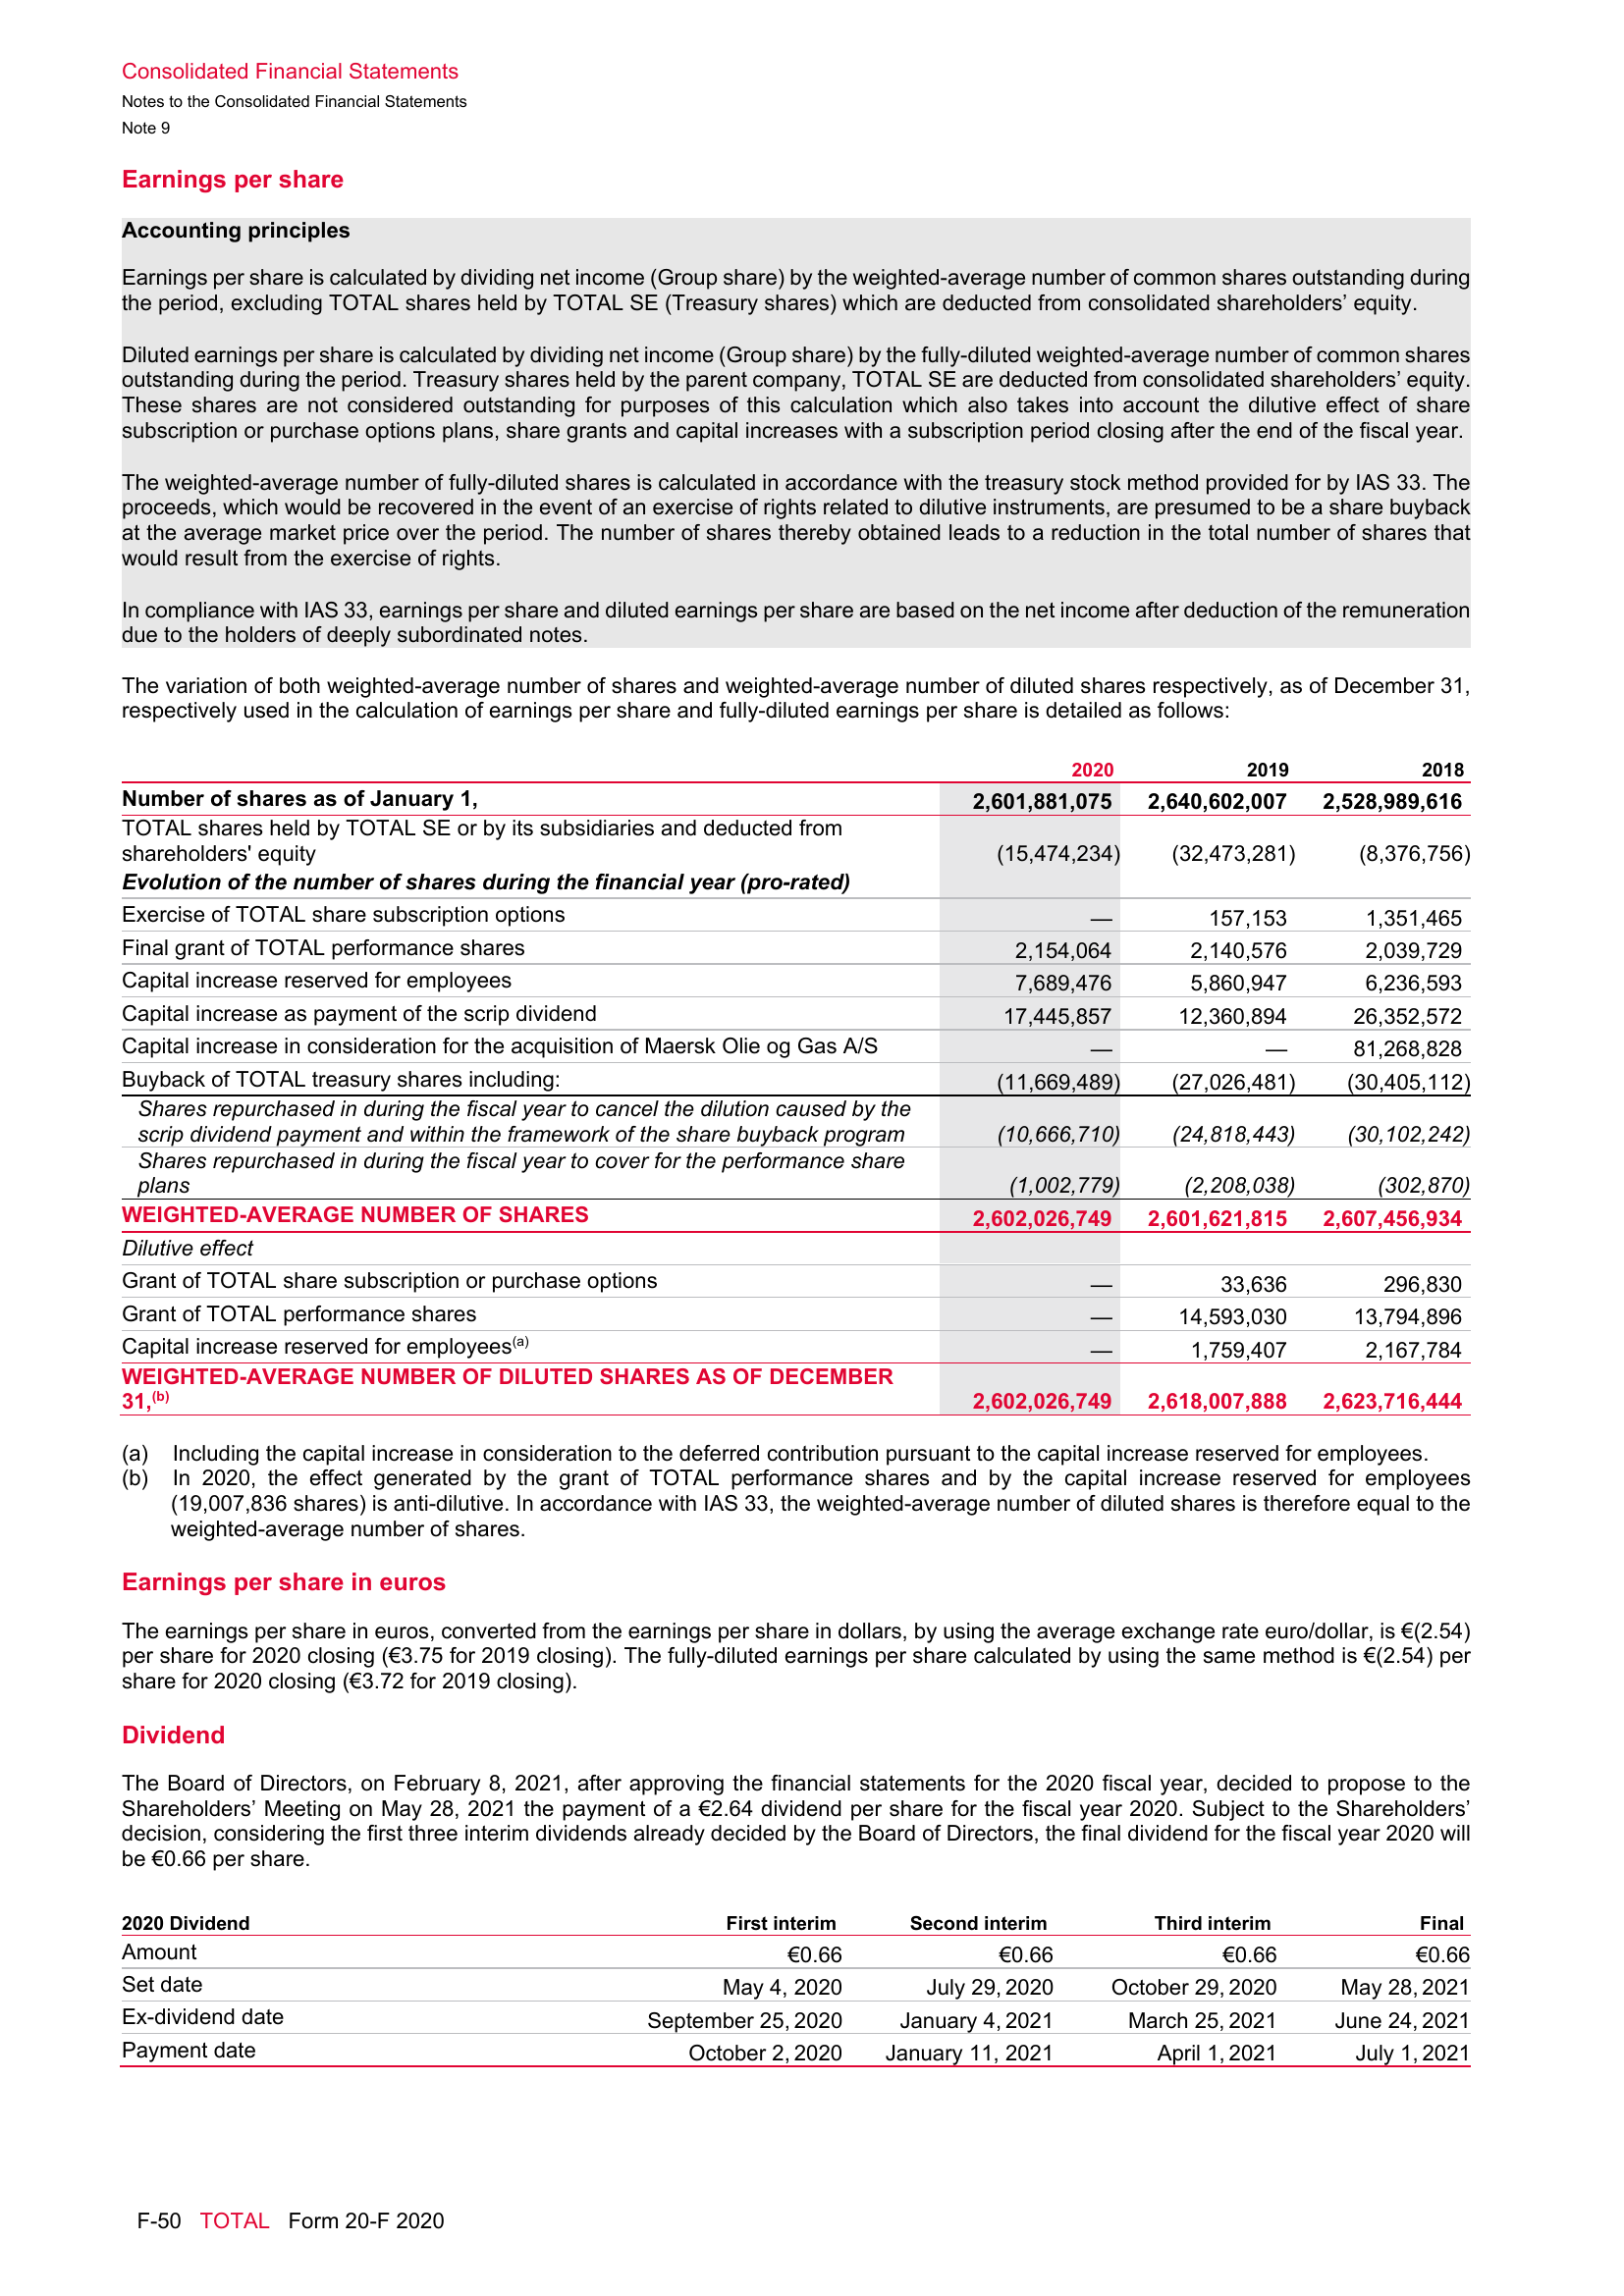 Consolidated Financial Statements
Notes to the Consolidated Financial Statements
Note 9
Earnings per share
Accounting principles
Earnings per share is calculated by dividing net income (Group share) by the weighted-average number of common shares outstanding during
the period, excluding TOTAL shares held by TOTAL SE (Treasury shares) which are deducted from consolidated shareholders’ equity.
Diluted earnings per share is calculated by dividing net income (Group share) by the fully-diluted weighted-average number of common shares
outstanding during the period. Treasury shares held by the parent company, TOTAL SE are deducted from consolidated shareholders’ equity.
These shares are not considered outstanding for purposes of this calculation which also takes into account the dilutive effect of share
subscription or purchase options plans, share grants and capital increases with a subscription period closing after the end of the fiscal year.
The weighted-average number of fully-diluted shares is calculated in accordance with the treasury stock method provided for by IAS 33. The
proceeds, which would be recovered in the event of an exercise of rights related to dilutive instruments, are presumed to be a share buyback
at the average market price over the period. The number of shares thereby obtained leads to a reduction in the total number of shares that
would result from the exercise of rights.
In compliance with IAS 33, earnings per share and diluted earnings per share are based on the net income after deduction of the remuneration
due to the holders of deeply subordinated notes.
The variation of both weighted-average number of shares and weighted-average number of diluted shares respectively, as of December 31,
respectively used in the calculation of earnings per share and fully-diluted earnings per share is detailed as follows:
2020 2019 2018
Number of shares as of January 1, 2,601,881,075 2,640,602,007 2,528,989,616
TOTAL shares held by TOTAL SE or by its subsidiaries and deducted from
shareholders' equity (15,474,234) (32,473,281) (8,376,756)
Evolution of the number of shares during the financial year (pro-rated)
Exercise of TOTAL share subscription options — 157,153 1,351,465
Final grant of TOTAL performance shares 2,154,064 2,140,576 2,039,729
Capital increase reserved for employees 7,689,476 5,860,947 6,236,593
Capital increase as payment of the scrip dividend 17,445,857 12,360,894 26,352,572
Capital increase in consideration for the acquisition of Maersk Olie og Gas A/S — — 81,268,828
Buyback of TOTAL treasury shares including: (11,669,489) (27,026,481) (30,405,112)
Shares repurchased in during the fiscal year to cancel the dilution caused by the
scrip dividend payment and within the framework of the share buyback program (10,666,710) (24,818,443) (30,102,242)
Shares repurchased in during the fiscal year to cover for the performance share
plans (1,002,779) (2,208,038) (302,870)
WEIGHTED-AVERAGE NUMBER OF SHARES 2,602,026,749 2,601,621,815 2,607,456,934
Dilutive effect
Grant of TOTAL share subscription or purchase options — 33,636 296,830
Grant of TOTAL performance shares — 14,593,030 13,794,896
Capital increase reserved for employees(a) — 1,759,407 2,167,784
WEIGHTED-AVERAGE NUMBER OF DILUTED SHARES AS OF DECEMBER
31,(b) 2,602,026,749 2,618,007,888 2,623,716,444
(a) Including the capital increase in consideration to the deferred contribution pursuant to the capital increase reserved for employees.
(b) In 2020, the effect generated by the grant of TOTAL performance shares and by the capital increase reserved for employees
(19,007,836 shares) is anti-dilutive. In accordance with IAS 33, the weighted-average number of diluted shares is therefore equal to the
weighted-average number of shares.
Earnings per share in euros
The earnings per share in euros, converted from the earnings per share in dollars, by using the average exchange rate euro/dollar, is €(2.54)
per share for 2020 closing (€3.75 for 2019 closing). The fully-diluted earnings per share calculated by using the same method is €(2.54) per
share for 2020 closing (€3.72 for 2019 closing).
Dividend
The Board of Directors, on February 8, 2021, after approving the financial statements for the 2020 fiscal year, decided to propose to the
Shareholders’ Meeting on May 28, 2021 the payment of a €2.64 dividend per share for the fiscal year 2020. Subject to the Shareholders’
decision, considering the first three interim dividends already decided by the Board of Directors, the final dividend for the fiscal year 2020 will
be €0.66 per share.
2020 Dividend First interim Second interim Third interim Final
Amount €0.66 €0.66 €0.66 €0.66
Set date May 4, 2020 July 29, 2020 October 29, 2020 May 28, 2021
Ex-dividend date September 25, 2020 January 4, 2021 March 25, 2021 June 24, 2021
Payment date October 2, 2020 January 11, 2021 April 1, 2021 July 1, 2021
F-50 TOTAL Form 20-F 2020